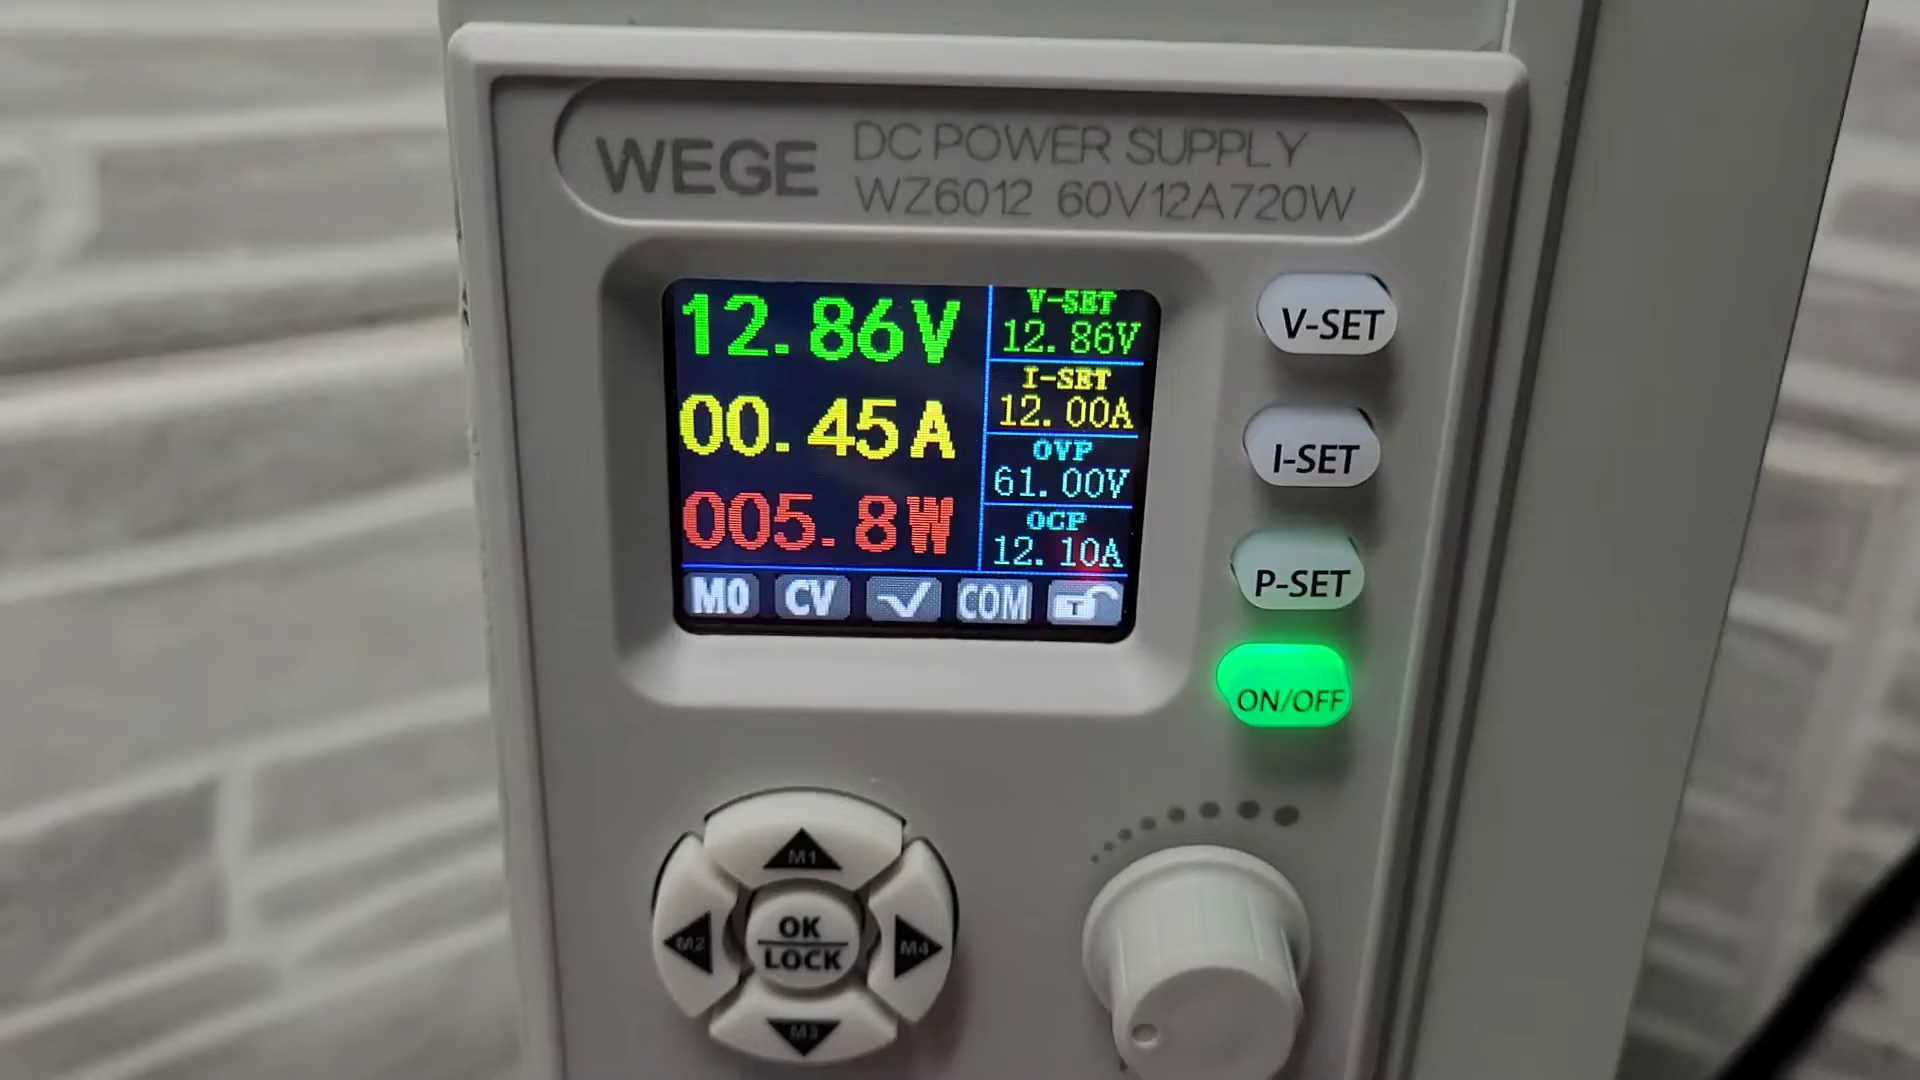 WEGE DC POWER SUPPLY
WZ6012 60V12A720W
12.86V
00.45A
005.8W
V-SET
12.86V
I-SET
12.00A
OVP
61.00V
OCP
12.10A
M0 CV COM T
V-SET
I-SET
P-SET
ON/OFF
M1
M2
OK
LOCK
M4
M3